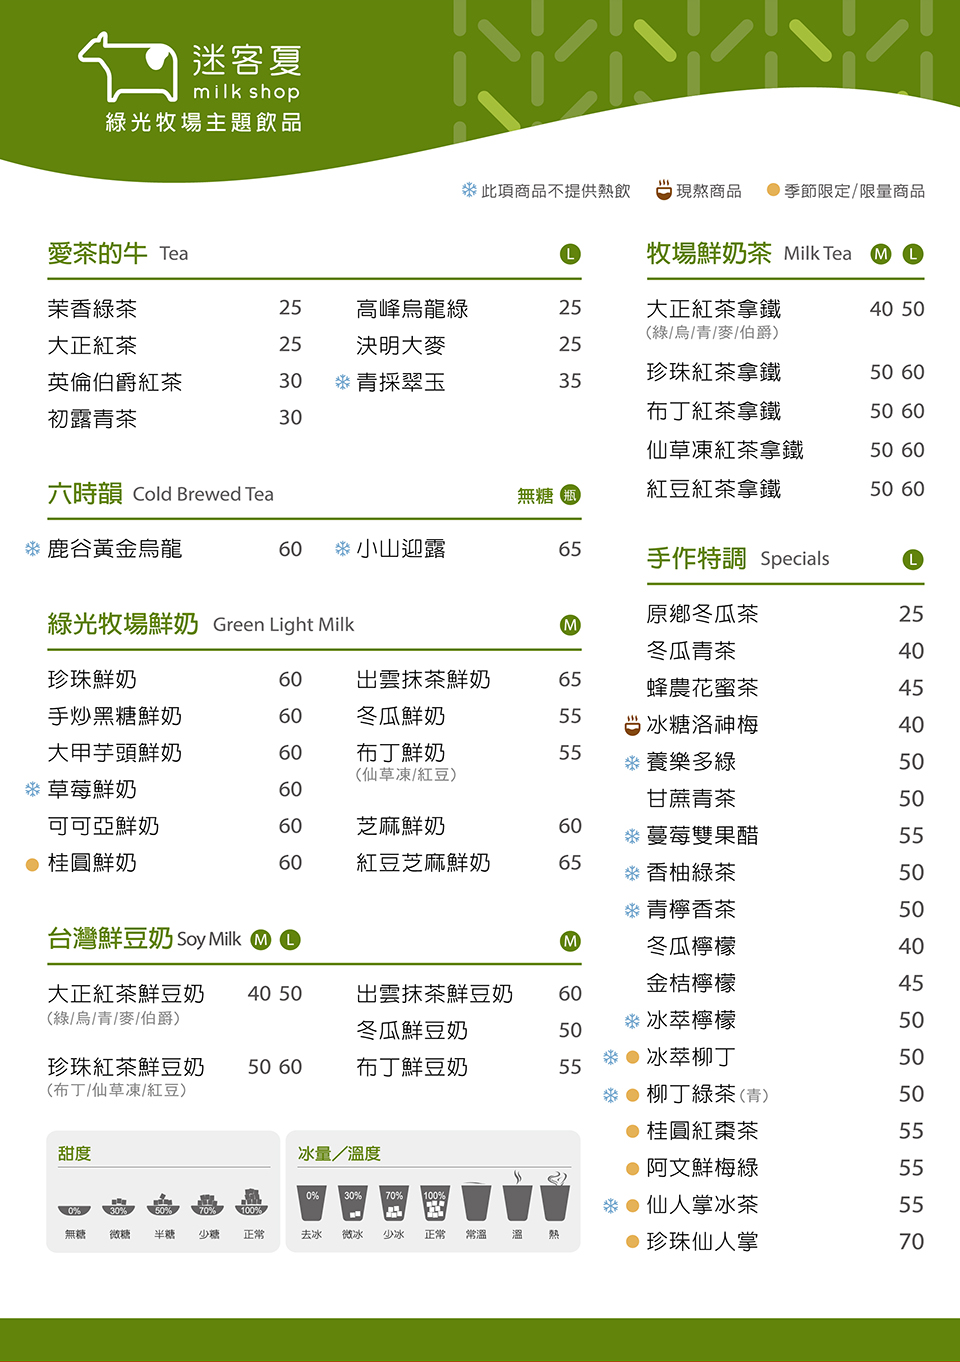 迷客夏
milk shop
綠光牧場主題飲品
此項商品不提供熱飲 現熬商品 季節限定/限量商品
愛茶的牛 Tea L
茉香綠茶 25 高峰烏龍綠 25
大正紅茶 25 決明大麥 25
英倫伯爵紅茶 30 青採翠玉 35
初露青茶 30
六時韻 Cold Brewed Tea 無糖 瓶
鹿谷黃金烏龍 60 小山迎露 65
綠光牧場鮮奶 Green Light Milk M
珍珠鮮奶 60 出雲抹茶鮮奶 65
手炒黑糖鮮奶 60 冬瓜鮮奶 55
大甲芋頭鮮奶 60 布丁鮮奶 55
(仙草凍/紅豆)
草莓鮮奶 60
可可亞鮮奶 60 芝麻鮮奶 60
桂圓鮮奶 60 紅豆芝麻鮮奶 65
台灣鮮豆奶 Soy Milk M L M
大正紅茶鮮豆奶 40 50 出雲抹茶鮮豆奶 60
(綠/烏/青/麥/伯爵)
冬瓜鮮豆奶 50
珍珠紅茶鮮豆奶 50 60 布丁鮮豆奶 55
(布丁/仙草凍/紅豆)
甜度
0% 30% 50% 70% 100%
無糖 微糖 半糖 少糖 正常
冰量／溫度
0% 30% 70% 100%
去冰 微冰 少冰 正常 常溫 溫 熱
牧場鮮奶茶 Milk Tea M L
大正紅茶拿鐵 40 50
(綠/烏/青/麥/伯爵)
珍珠紅茶拿鐵 50 60
布丁紅茶拿鐵 50 60
仙草凍紅茶拿鐵 50 60
紅豆紅茶拿鐵 50 60
手作特調 Specials L
原鄉冬瓜茶 25
冬瓜青茶 40
蜂農花蜜茶 45
冰糖洛神梅 40
養樂多綠 50
甘蔗青茶 50
蔓莓雙果醋 55
香柚綠茶 50
青檸香茶 50
冬瓜檸檬 40
金桔檸檬 45
冰萃檸檬 50
冰萃柳丁 50
柳丁綠茶(青) 50
桂圓紅棗茶 55
阿文鮮梅綠 55
仙人掌冰茶 55
珍珠仙人掌 70